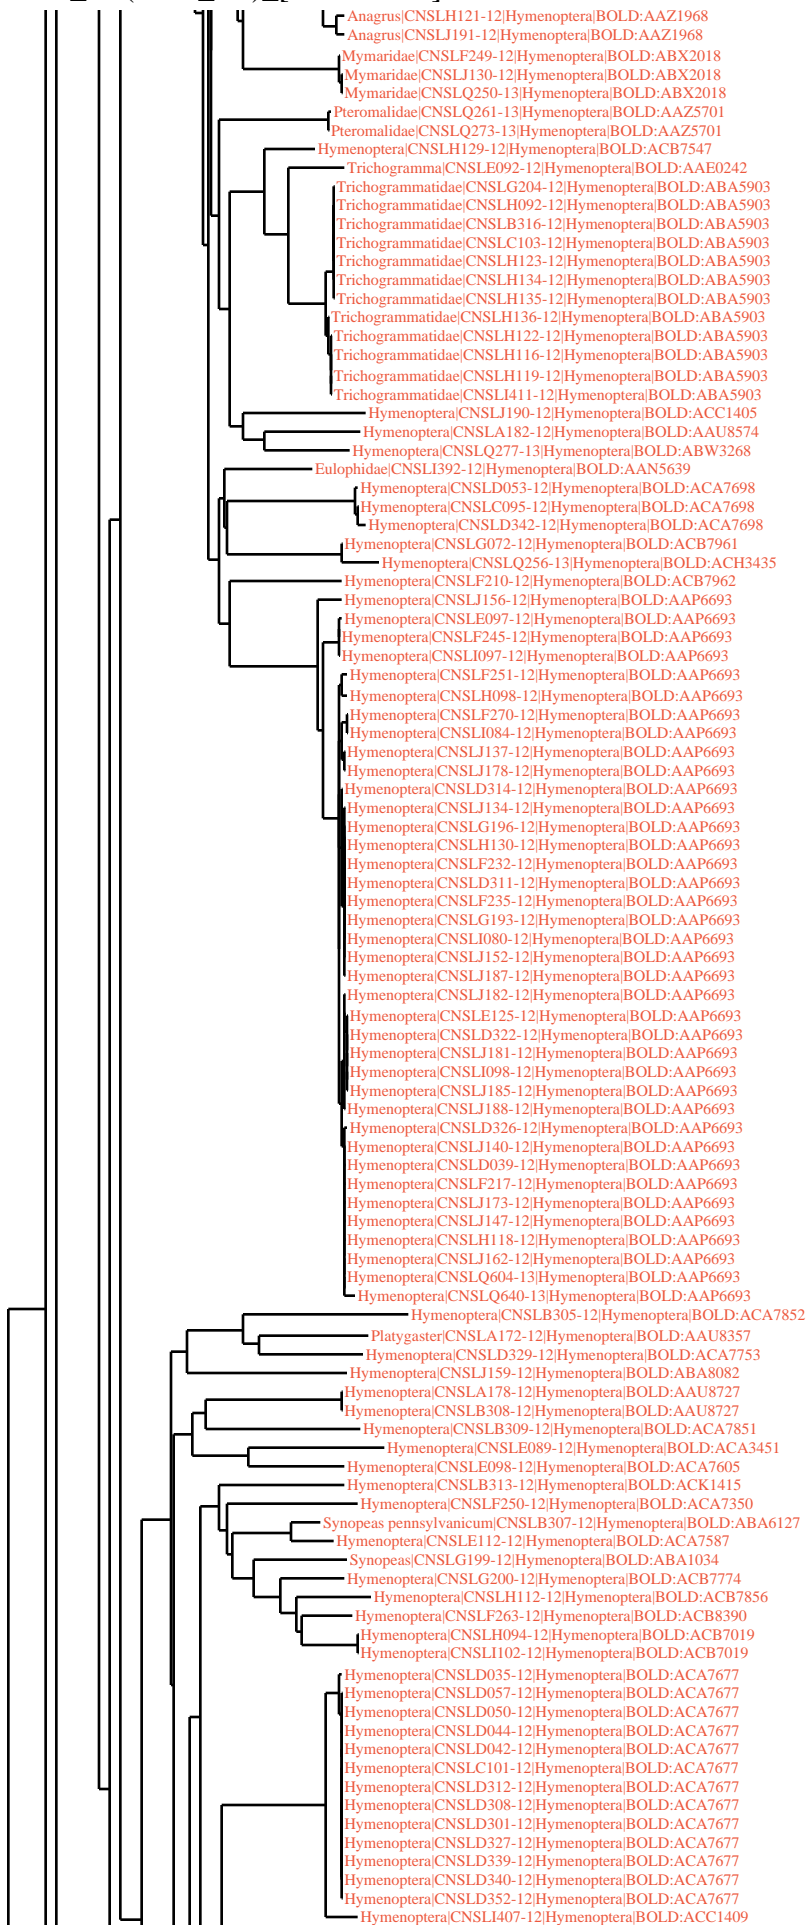 Anagrus|CNSLH121-12|Hymenoptera|BOLD:AAZ1968
Anagrus|CNSLJ191-12|Hymenoptera|BOLD:AAZ1968
Mymaridae|CNSLF249-12|Hymenoptera|BOLD:ABX2018
Mymaridae|CNSLJ130-12|Hymenoptera|BOLD:ABX2018
Mymaridae|CNSLQ250-13|Hymenoptera|BOLD:ABX2018
Pteromalidae|CNSLQ261-13|Hymenoptera|BOLD:AAZ5701
Pteromalidae|CNSLQ273-13|Hymenoptera|BOLD:AAZ5701
Hymenoptera|CNSLH129-12|Hymenoptera|BOLD:ACB7547
Trichogramma|CNSLE092-12|Hymenoptera|BOLD:AAE0242
Trichogrammatidae|CNSLG204-12|Hymenoptera|BOLD:ABA5903
Trichogrammatidae|CNSLH092-12|Hymenoptera|BOLD:ABA5903
Trichogrammatidae|CNSLB316-12|Hymenoptera|BOLD:ABA5903
Trichogrammatidae|CNSLC103-12|Hymenoptera|BOLD:ABA5903
Trichogrammatidae|CNSLH123-12|Hymenoptera|BOLD:ABA5903
Trichogrammatidae|CNSLH134-12|Hymenoptera|BOLD:ABA5903
Trichogrammatidae|CNSLH135-12|Hymenoptera|BOLD:ABA5903
Trichogrammatidae|CNSLH136-12|Hymenoptera|BOLD:ABA5903
Trichogrammatidae|CNSLH122-12|Hymenoptera|BOLD:ABA5903
Trichogrammatidae|CNSLH116-12|Hymenoptera|BOLD:ABA5903
Trichogrammatidae|CNSLH119-12|Hymenoptera|BOLD:ABA5903
Trichogrammatidae|CNSLI411-12|Hymenoptera|BOLD:ABA5903
Hymenoptera|CNSLJ190-12|Hymenoptera|BOLD:ACC1405
Hymenoptera|CNSLA182-12|Hymenoptera|BOLD:AAU8574
Hymenoptera|CNSLQ277-13|Hymenoptera|BOLD:ABW3268
Eulophidae|CNSLI392-12|Hymenoptera|BOLD:AAN5639
Hymenoptera|CNSLD053-12|Hymenoptera|BOLD:ACA7698
Hymenoptera|CNSLC095-12|Hymenoptera|BOLD:ACA7698
Hymenoptera|CNSLD342-12|Hymenoptera|BOLD:ACA7698
Hymenoptera|CNSLG072-12|Hymenoptera|BOLD:ACB7961
Hymenoptera|CNSLQ256-13|Hymenoptera|BOLD:ACH3435
Hymenoptera|CNSLF210-12|Hymenoptera|BOLD:ACB7962
Hymenoptera|CNSLJ156-12|Hymenoptera|BOLD:AAP6693
Hymenoptera|CNSLE097-12|Hymenoptera|BOLD:AAP6693
Hymenoptera|CNSLF245-12|Hymenoptera|BOLD:AAP6693
Hymenoptera|CNSLI097-12|Hymenoptera|BOLD:AAP6693
Hymenoptera|CNSLF251-12|Hymenoptera|BOLD:AAP6693
Hymenoptera|CNSLH098-12|Hymenoptera|BOLD:AAP6693
Hymenoptera|CNSLF270-12|Hymenoptera|BOLD:AAP6693
Hymenoptera|CNSLI084-12|Hymenoptera|BOLD:AAP6693
Hymenoptera|CNSLJ137-12|Hymenoptera|BOLD:AAP6693
Hymenoptera|CNSLJ178-12|Hymenoptera|BOLD:AAP6693
Hymenoptera|CNSLD314-12|Hymenoptera|BOLD:AAP6693
Hymenoptera|CNSLJ134-12|Hymenoptera|BOLD:AAP6693
Hymenoptera|CNSLG196-12|Hymenoptera|BOLD:AAP6693
Hymenoptera|CNSLH130-12|Hymenoptera|BOLD:AAP6693
Hymenoptera|CNSLF232-12|Hymenoptera|BOLD:AAP6693
Hymenoptera|CNSLD311-12|Hymenoptera|BOLD:AAP6693
Hymenoptera|CNSLF235-12|Hymenoptera|BOLD:AAP6693
Hymenoptera|CNSLG193-12|Hymenoptera|BOLD:AAP6693
Hymenoptera|CNSLI080-12|Hymenoptera|BOLD:AAP6693
Hymenoptera|CNSLJ152-12|Hymenoptera|BOLD:AAP6693
Hymenoptera|CNSLJ187-12|Hymenoptera|BOLD:AAP6693
Hymenoptera|CNSLJ182-12|Hymenoptera|BOLD:AAP6693
Hymenoptera|CNSLE125-12|Hymenoptera|BOLD:AAP6693
Hymenoptera|CNSLD322-12|Hymenoptera|BOLD:AAP6693
Hymenoptera|CNSLJ181-12|Hymenoptera|BOLD:AAP6693
Hymenoptera|CNSLI098-12|Hymenoptera|BOLD:AAP6693
Hymenoptera|CNSLJ185-12|Hymenoptera|BOLD:AAP6693
Hymenoptera|CNSLJ188-12|Hymenoptera|BOLD:AAP6693
Hymenoptera|CNSLD326-12|Hymenoptera|BOLD:AAP6693
Hymenoptera|CNSLJ140-12|Hymenoptera|BOLD:AAP6693
Hymenoptera|CNSLD039-12|Hymenoptera|BOLD:AAP6693
Hymenoptera|CNSLF217-12|Hymenoptera|BOLD:AAP6693
Hymenoptera|CNSLJ173-12|Hymenoptera|BOLD:AAP6693
Hymenoptera|CNSLJ147-12|Hymenoptera|BOLD:AAP6693
Hymenoptera|CNSLH118-12|Hymenoptera|BOLD:AAP6693
Hymenoptera|CNSLJ162-12|Hymenoptera|BOLD:AAP6693
Hymenoptera|CNSLQ604-13|Hymenoptera|BOLD:AAP6693
Hymenoptera|CNSLQ640-13|Hymenoptera|BOLD:AAP6693
Hymenoptera|CNSLB305-12|Hymenoptera|BOLD:ACA7852
Platygaster|CNSLA172-12|Hymenoptera|BOLD:AAU8357
Hymenoptera|CNSLD329-12|Hymenoptera|BOLD:ACA7753
Hymenoptera|CNSLJ159-12|Hymenoptera|BOLD:ABA8082
Hymenoptera|CNSLA178-12|Hymenoptera|BOLD:AAU8727
Hymenoptera|CNSLB308-12|Hymenoptera|BOLD:AAU8727
Hymenoptera|CNSLB309-12|Hymenoptera|BOLD:ACA7851
Hymenoptera|CNSLE089-12|Hymenoptera|BOLD:ACA3451
Hymenoptera|CNSLE098-12|Hymenoptera|BOLD:ACA7605
Hymenoptera|CNSLB313-12|Hymenoptera|BOLD:ACK1415
Hymenoptera|CNSLF250-12|Hymenoptera|BOLD:ACA7350
Synopeas pennsylvanicum|CNSLB307-12|Hymenoptera|BOLD:ABA6127
Hymenoptera|CNSLE112-12|Hymenoptera|BOLD:ACA7587
Synopeas|CNSLG199-12|Hymenoptera|BOLD:ABA1034
Hymenoptera|CNSLG200-12|Hymenoptera|BOLD:ACB7774
Hymenoptera|CNSLH112-12|Hymenoptera|BOLD:ACB7856
Hymenoptera|CNSLF263-12|Hymenoptera|BOLD:ACB8390
Hymenoptera|CNSLH094-12|Hymenoptera|BOLD:ACB7019
Hymenoptera|CNSLI102-12|Hymenoptera|BOLD:ACB7019
Hymenoptera|CNSLD035-12|Hymenoptera|BOLD:ACA7677
Hymenoptera|CNSLD057-12|Hymenoptera|BOLD:ACA7677
Hymenoptera|CNSLD050-12|Hymenoptera|BOLD:ACA7677
Hymenoptera|CNSLD044-12|Hymenoptera|BOLD:ACA7677
Hymenoptera|CNSLD042-12|Hymenoptera|BOLD:ACA7677
Hymenoptera|CNSLC101-12|Hymenoptera|BOLD:ACA7677
Hymenoptera|CNSLD312-12|Hymenoptera|BOLD:ACA7677
Hymenoptera|CNSLD308-12|Hymenoptera|BOLD:ACA7677
Hymenoptera|CNSLD301-12|Hymenoptera|BOLD:ACA7677
Hymenoptera|CNSLD327-12|Hymenoptera|BOLD:ACA7677
Hymenoptera|CNSLD339-12|Hymenoptera|BOLD:ACA7677
Hymenoptera|CNSLD340-12|Hymenoptera|BOLD:ACA7677
Hymenoptera|CNSLD352-12|Hymenoptera|BOLD:ACA7677
Hymenoptera|CNSLI407-12|Hymenoptera|BOLD:ACC1409